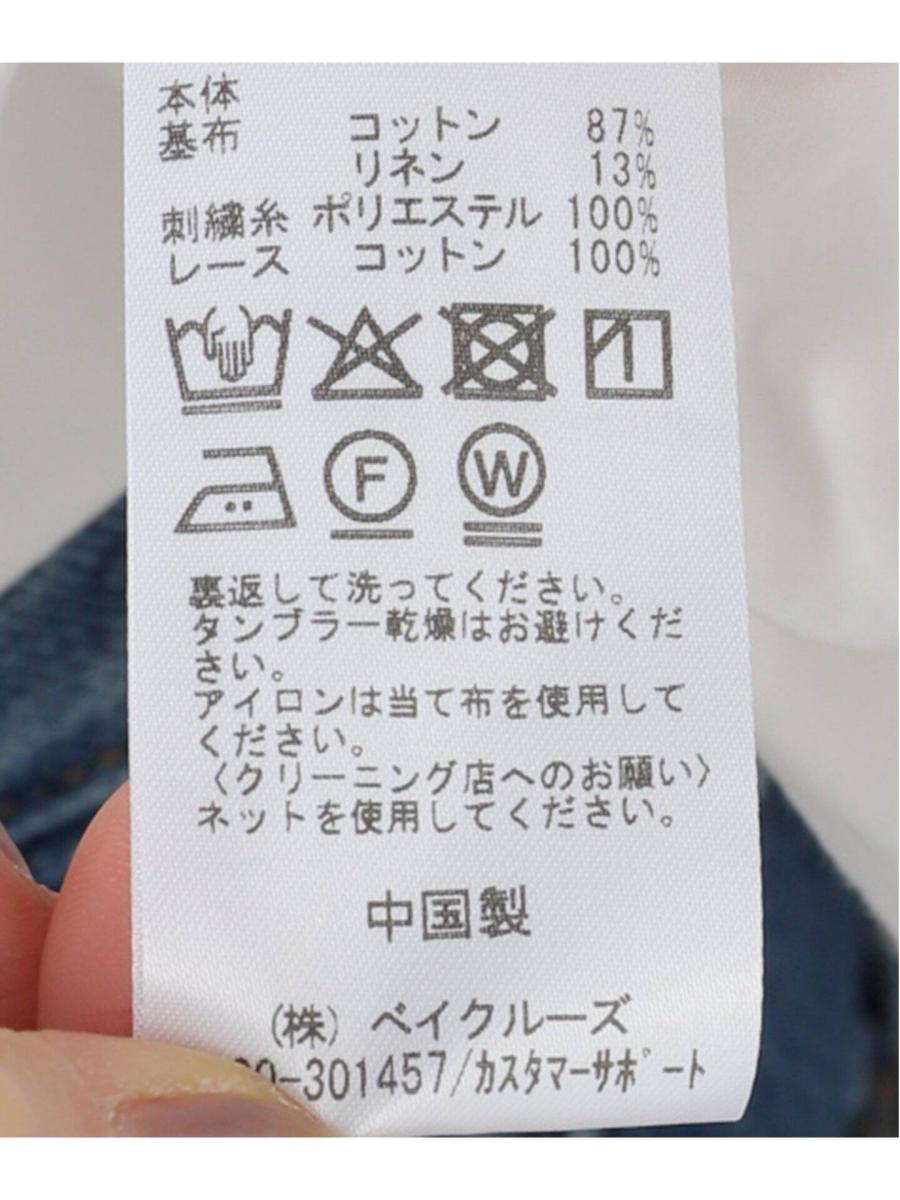 本体
基布 コットン 87%
リネン 13%
刺繍糸 ポリエステル 100%
レース コットン 100%
F W
裏返して洗ってください。
タンブラー乾燥はお避けくだ
さい。
アイロンは当て布を使用して
ください。
〈クリーニング店へのお願い〉
ネットを使用してください。
中国製
(株) ベイクルーズ
-301457/カスタマーサポート